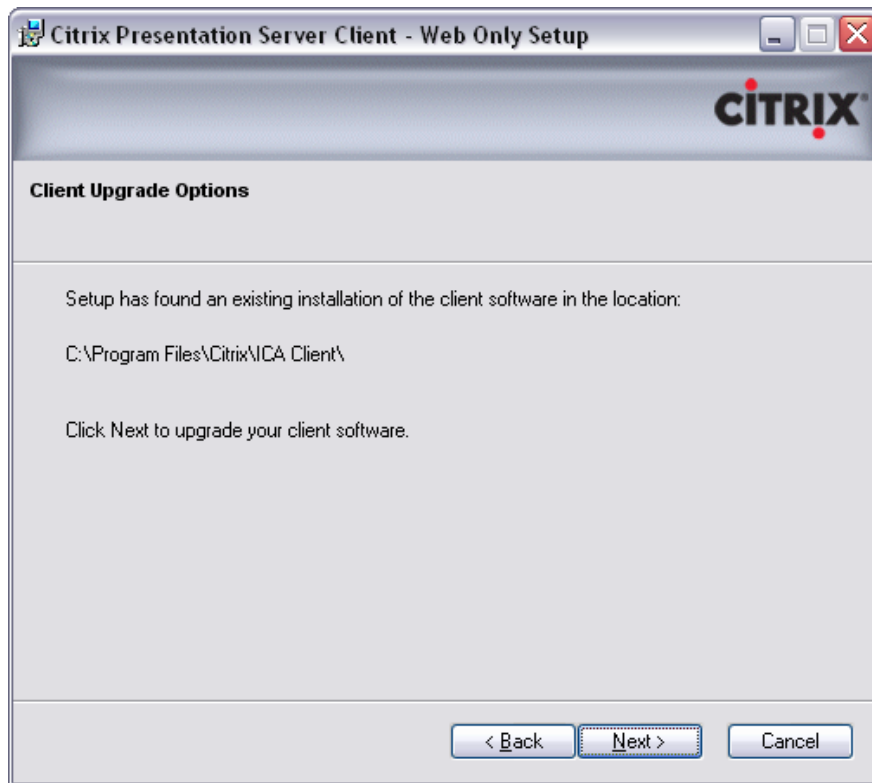 Citrix Presentation Server Client - Web Only Setup
CITRIX®
Client Upgrade Options
Setup has found an existing installation of the client software in the location:
C:\Program Files\Citrix\ICA Client\
Click Next to upgrade your client software.
< Back Next > Cancel